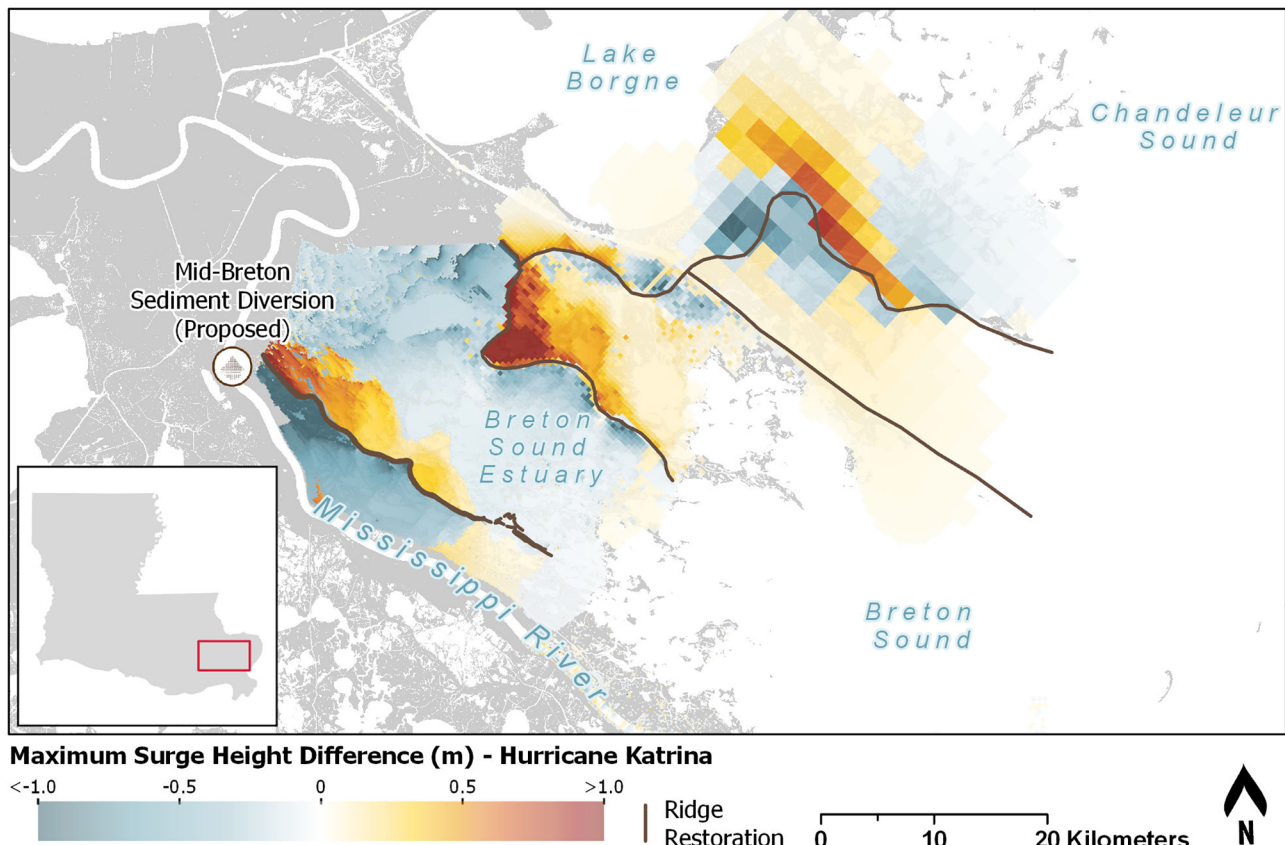 Lake
Borgne
Chandeleur
Sound
Mid-Breton
Sediment Diversion
(Proposed)
Breton
Sound
Estuary
Mississippi River
Breton
Sound
Maximum Surge Height Difference (m) - Hurricane Katrina
<-1.0 -0.5 0 0.5 >1.0
Ridge
Restoration
0 10 20 Kilometers
N